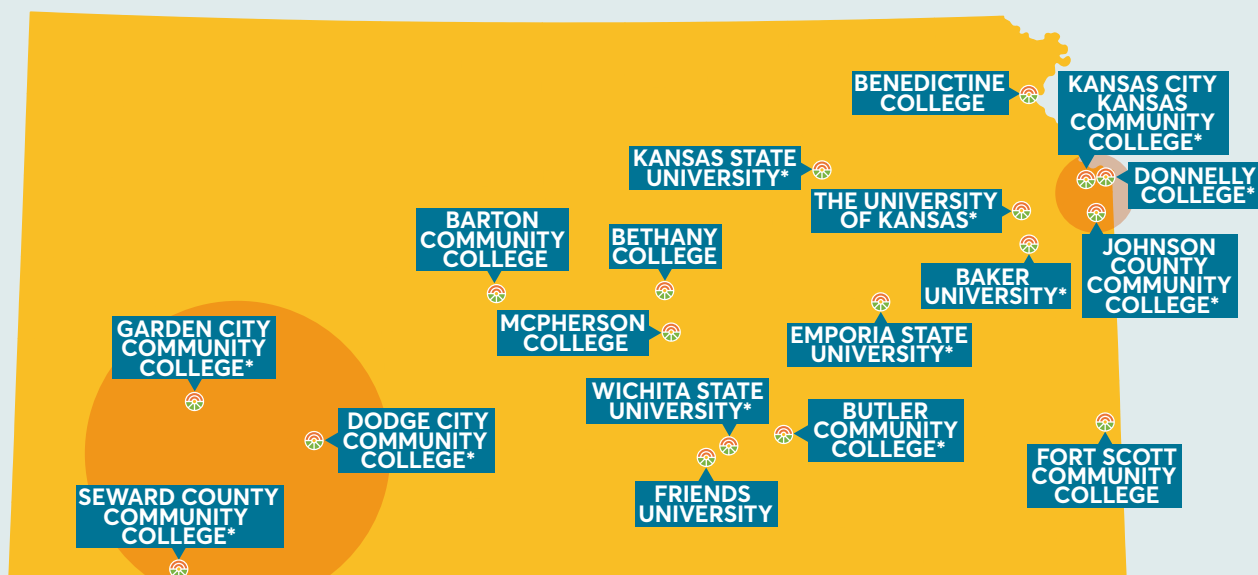 BENEDICTINE
COLLEGE
KANSAS CITY
KANSAS
COMMUNITY
COLLEGE*
KANSAS STATE
UNIVERSITY*
DONNELLY
COLLEGE*
THE UNIVERSITY
OF KANSAS*
BARTON
COMMUNITY
COLLEGE
BETHANY
COLLEGE
JOHNSON
COUNTY
COMMUNITY
COLLEGE*
BAKER
UNIVERSITY*
MCPHERSON
COLLEGE
GARDEN CITY
COMMUNITY
COLLEGE*
EMPORIA STATE
UNIVERSITY*
WICHITA STATE
UNIVERSITY*
DODGE CITY
COMMUNITY
COLLEGE*
BUTLER
COMMUNITY
COLLEGE*
FORT SCOTT
COMMUNITY
COLLEGE
FRIENDS
UNIVERSITY
SEWARD COUNTY
COMMUNITY
COLLEGE*